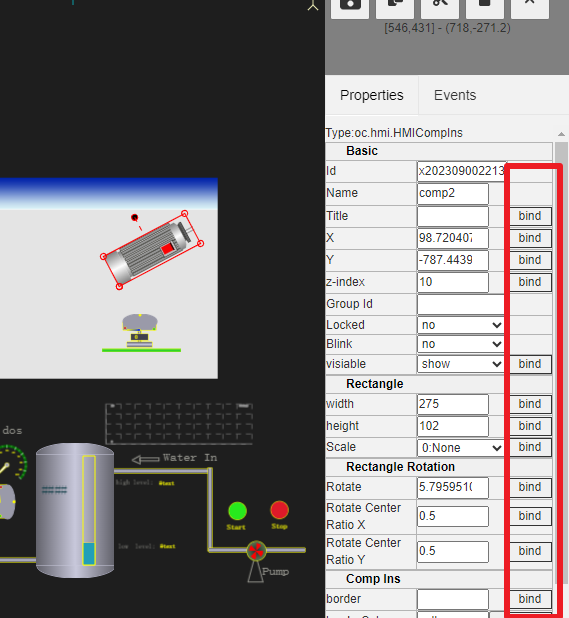 [546,431] - (718,-271.2)
Properties Events
Type:oc.hmi.HMICompIns
Basic
Id x202309002213
Name comp2
Title bind
X 98.720407 bind
Y -787.4439 bind
z-index 10 bind
Group Id
Locked no
Blink no
visiable show bind
Rectangle
width 275 bind
height 102 bind
Scale 0:None bind
Rectangle Rotation
Rotate 5.7959510 bind
Rotate Center Ratio X 0.5 bind
Rotate Center Ratio Y 0.5 bind
Comp Ins
border bind
dos
Water In
high level: #text
low level: #text
Start Stop
Pump